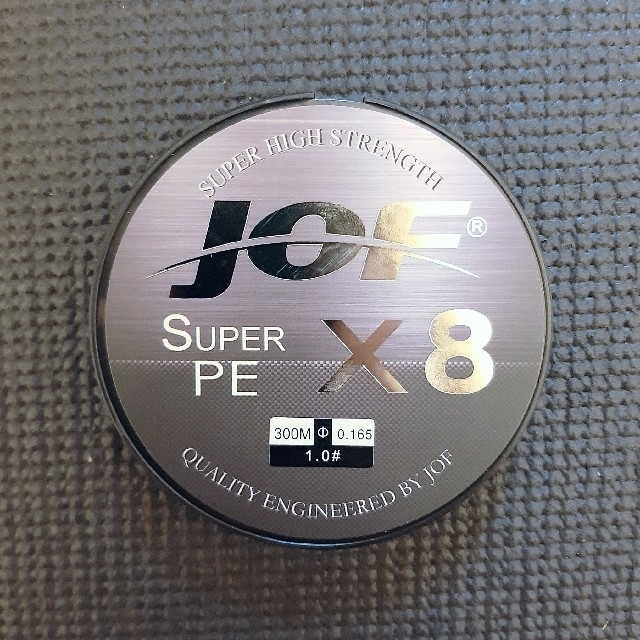 SUPER HIGH STRENGTH
JOF®
SUPER PE X8
300M Φ 0.165
1.0#
QUALITY ENGINEERED BY JOF